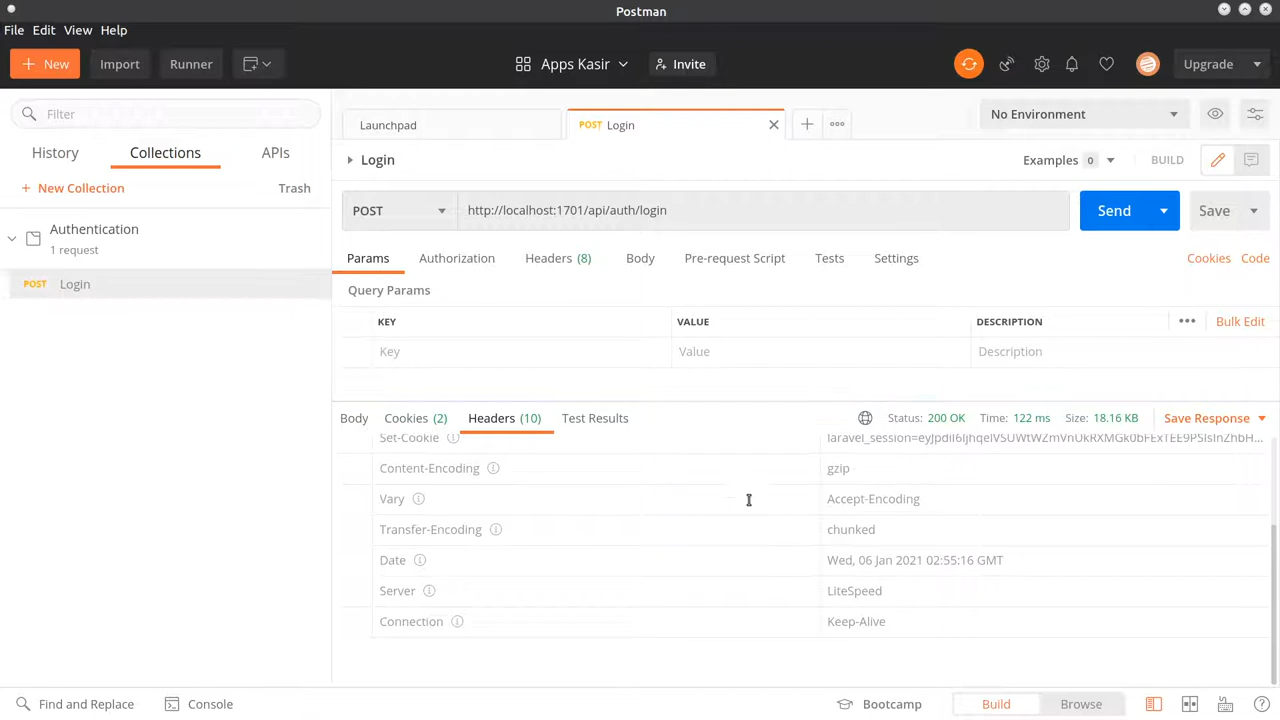 Postman
File Edit View Help
New Import Runner Apps Kasir Invite Upgrade
Filter
History Collections APIs
New Collection Trash
Authentication
1 request
POST Login
Launchpad POST Login No Environment
Login Examples 0 BUILD
POST http://localhost:1701/api/auth/login Send Save
Params Authorization Headers (8) Body Pre-request Script Tests Settings Cookies Code
Query Params
KEY VALUE DESCRIPTION Bulk Edit
Key Value Description
Body Cookies (2) Headers (10) Test Results Status: 200 OK Time: 122 ms Size: 18.16 KB Save Response
Set-Cookie
Content-Encoding gzip
Vary Accept-Encoding
Transfer-Encoding chunked
Date Wed, 06 Jan 2021 02:55:16 GMT
Server LiteSpeed
Connection Keep-Alive
Find and Replace Console Bootcamp Build Browse